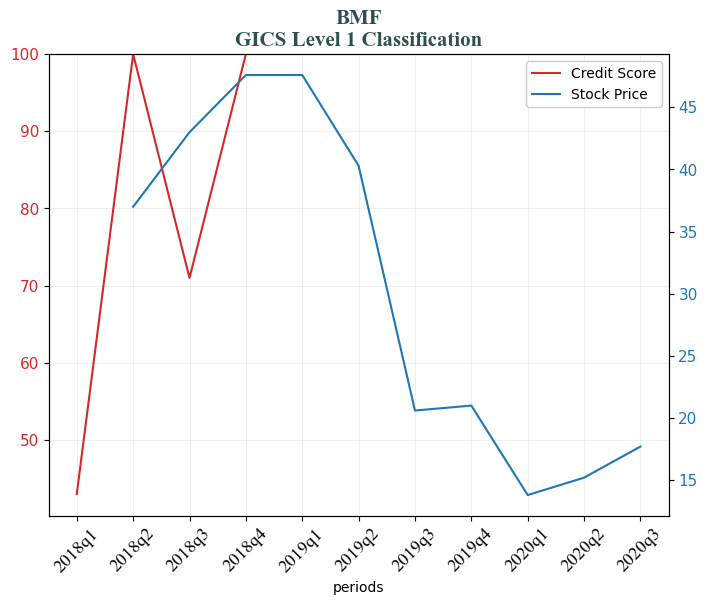 BMF
GICS Level 1 Classification
Credit Score
Stock Price
100
90
80
70
60
50
45
40
35
30
25
20
15
2018q1
2018q2
2018q3
2018q4
2019q1
2019q2
2019q3
2019q4
2020q1
2020q2
2020q3
periods